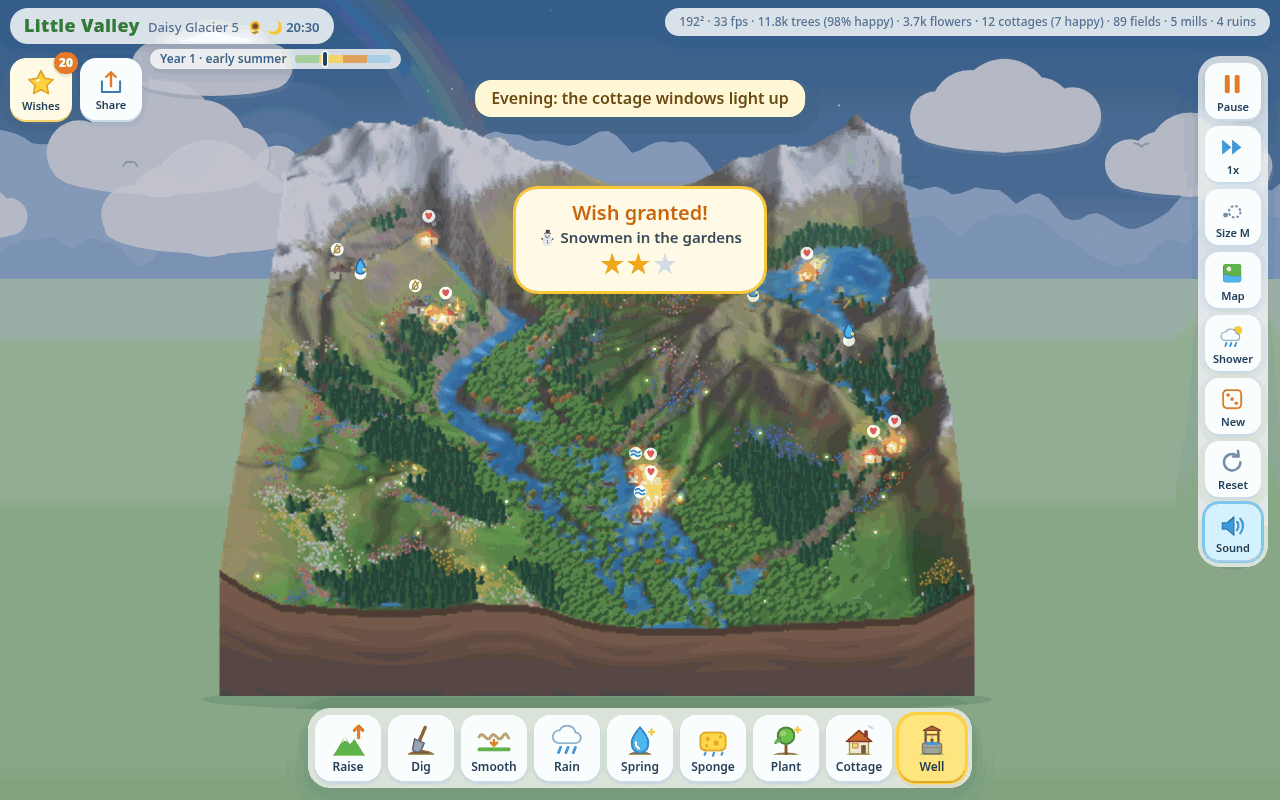 Little Valley Daisy Glacier 5 20:30
192² · 33 fps · 11.8k trees (98% happy) · 3.7k flowers · 12 cottages (7 happy) · 89 fields · 5 mills · 4 ruins
Year 1 · early summer
20
Wishes
Share
Evening: the cottage windows light up
Wish granted!
Snowmen in the gardens
Pause
1x
Size M
Map
Shower
New
Reset
Sound
Raise
Dig
Smooth
Rain
Spring
Sponge
Plant
Cottage
Well